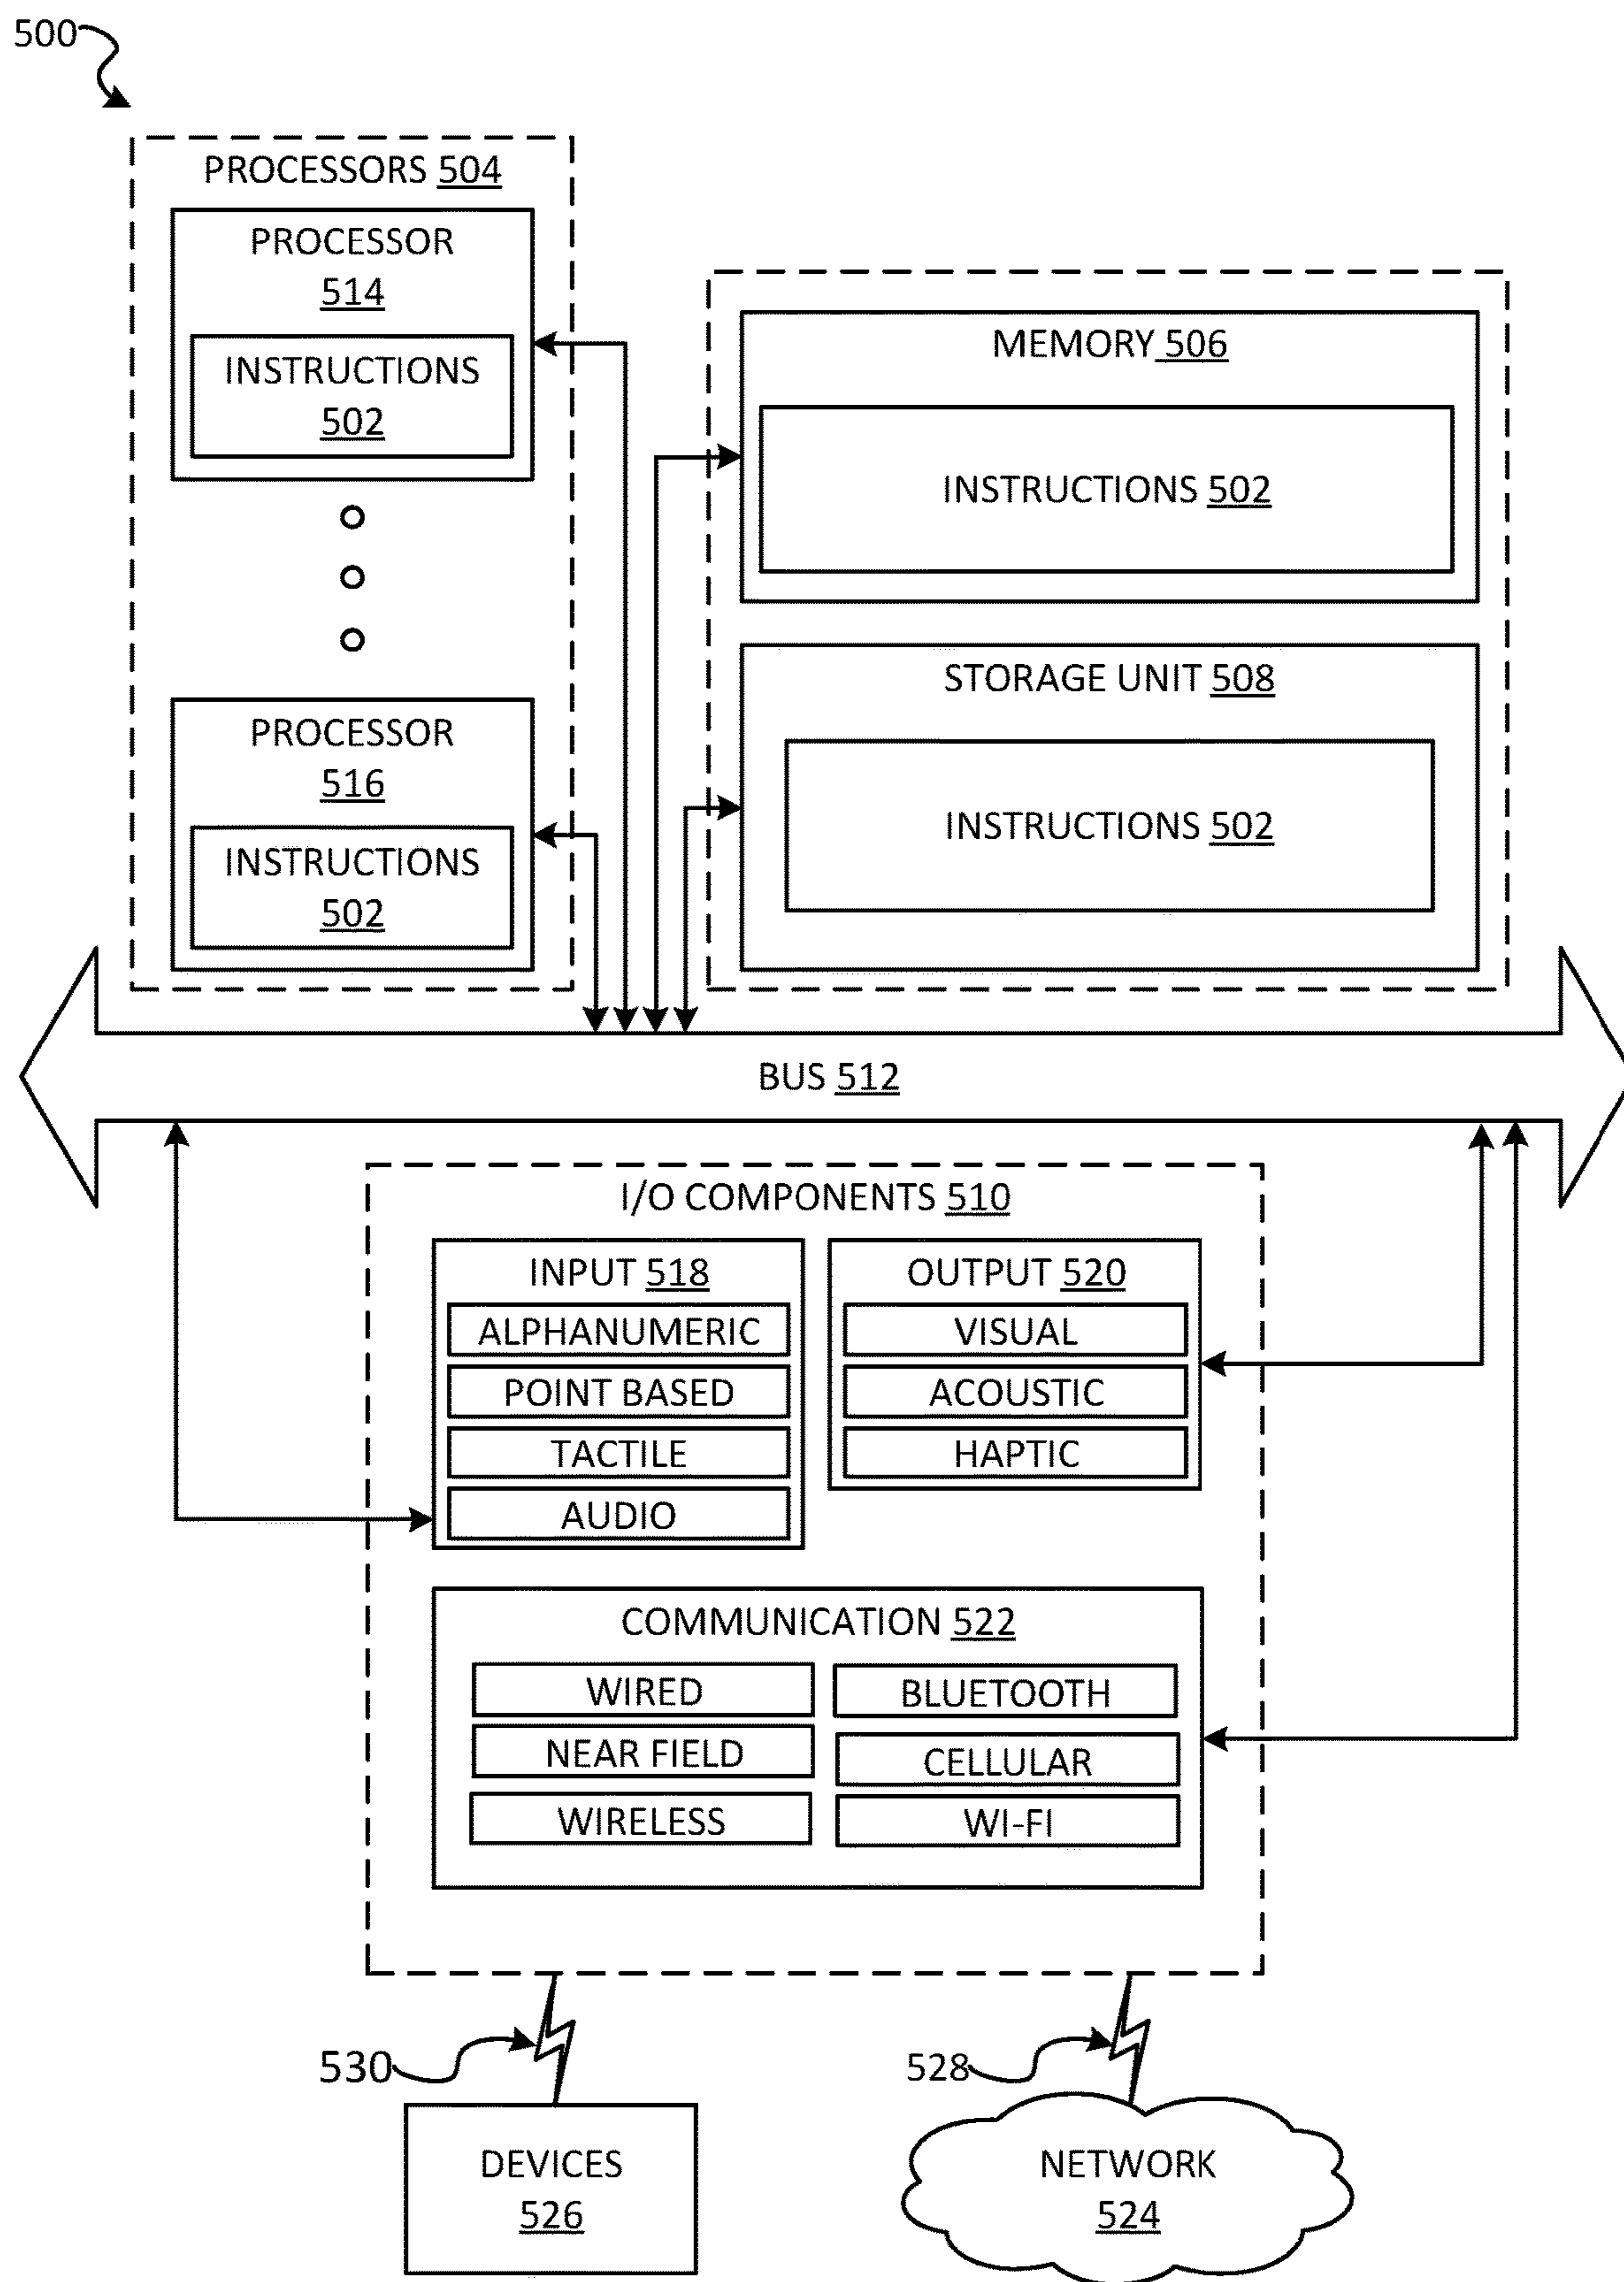 500
PROCESSORS 504
PROCESSOR
514
INSTRUCTIONS
502
PROCESSOR
516
INSTRUCTIONS
502
MEMORY 506
INSTRUCTIONS 502
STORAGE UNIT 508
INSTRUCTIONS 502
BUS 512
I/O COMPONENTS 510
INPUT 518
ALPHANUMERIC
POINT BASED
TACTILE
AUDIO
OUTPUT 520
VISUAL
ACOUSTIC
HAPTIC
COMMUNICATION 522
WIRED
NEAR FIELD
WIRELESS
BLUETOOTH
CELLULAR
WI-FI
530
528
DEVICES
526
NETWORK
524